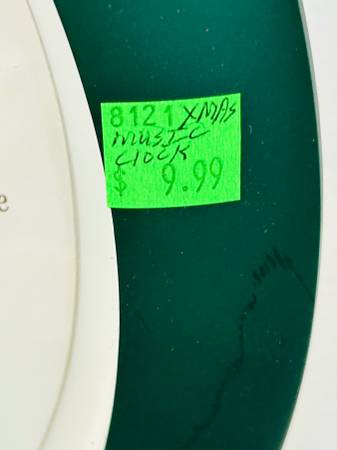 8121 XMAS
MUSIC
CLOCK
$ 9.99
e